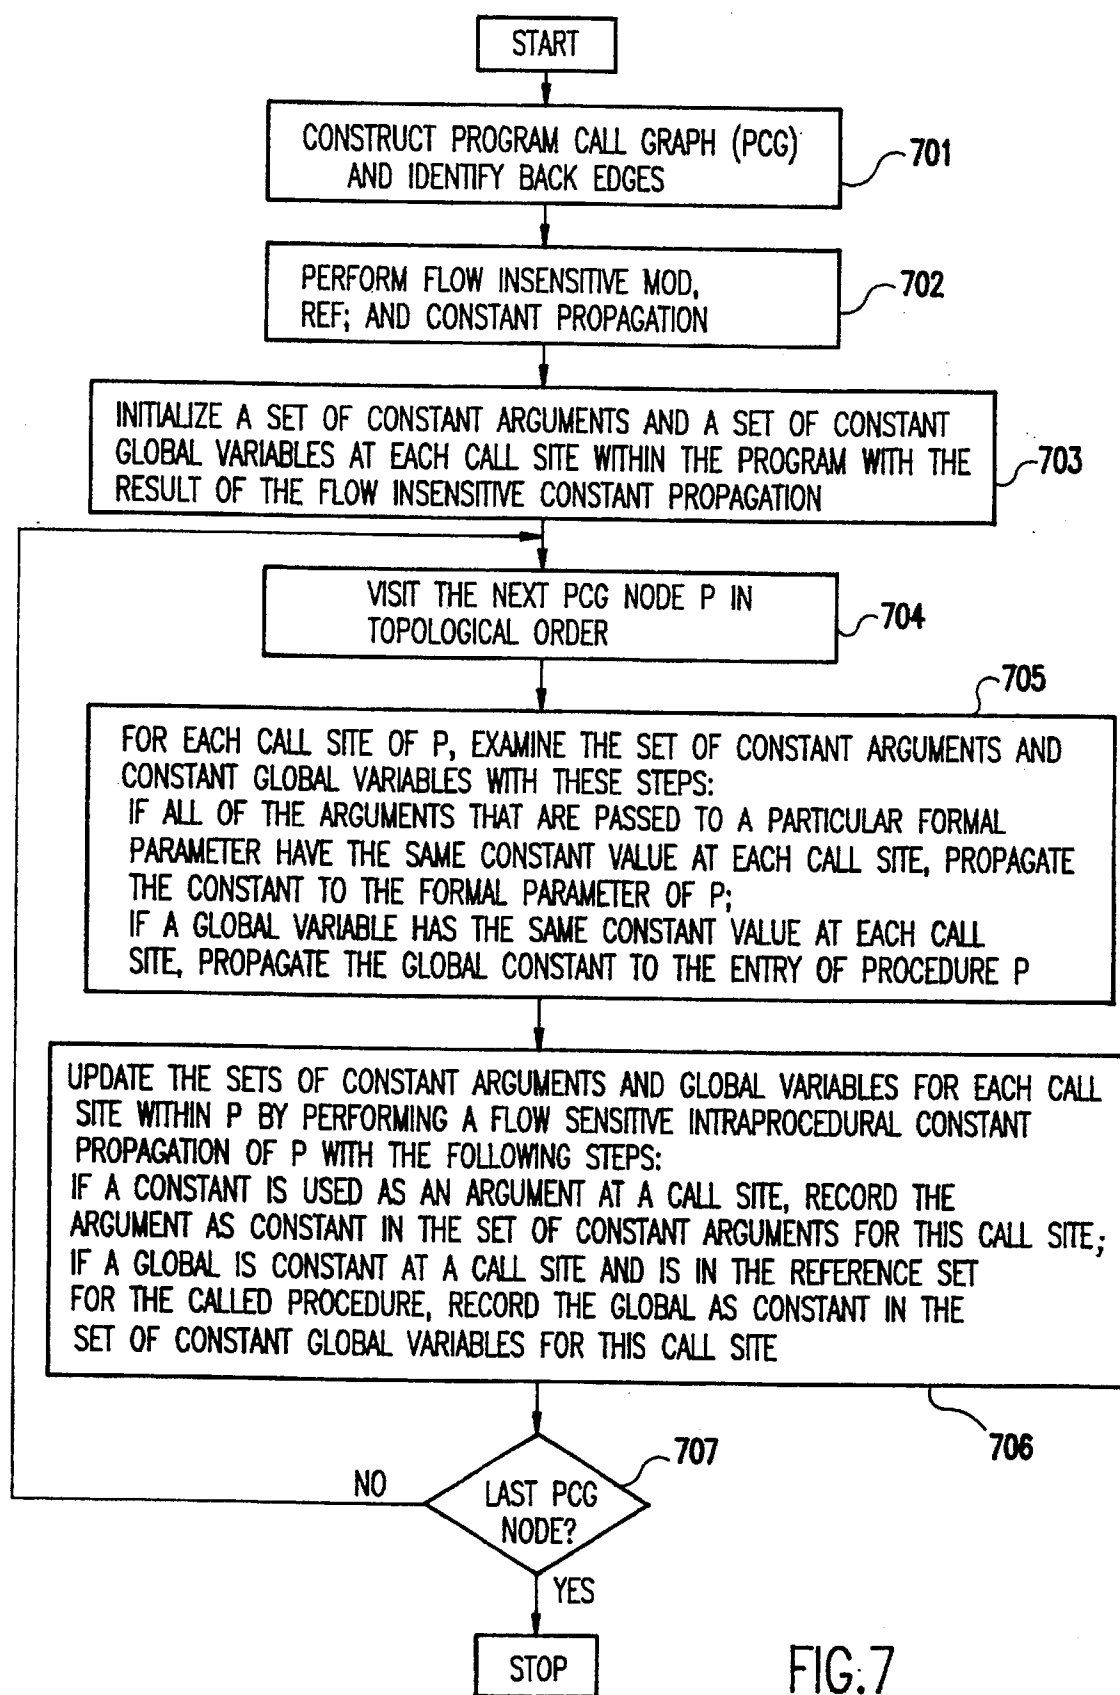 START
CONSTRUCT PROGRAM CALL GRAPH (PCG)
AND IDENTIFY BACK EDGES
701
PERFORM FLOW INSENSITIVE MOD,
REF; AND CONSTANT PROPAGATION
702
INITIALIZE A SET OF CONSTANT ARGUMENTS AND A SET OF CONSTANT
GLOBAL VARIABLES AT EACH CALL SITE WITHIN THE PROGRAM WITH THE
RESULT OF THE FLOW INSENSITIVE CONSTANT PROPAGATION
703
VISIT THE NEXT PCG NODE P IN
TOPOLOGICAL ORDER
704
705
FOR EACH CALL SITE OF P, EXAMINE THE SET OF CONSTANT ARGUMENTS AND
CONSTANT GLOBAL VARIABLES WITH THESE STEPS:
IF ALL OF THE ARGUMENTS THAT ARE PASSED TO A PARTICULAR FORMAL
PARAMETER HAVE THE SAME CONSTANT VALUE AT EACH CALL SITE, PROPAGATE
THE CONSTANT TO THE FORMAL PARAMETER OF P;
IF A GLOBAL VARIABLE HAS THE SAME CONSTANT VALUE AT EACH CALL
SITE, PROPAGATE THE GLOBAL CONSTANT TO THE ENTRY OF PROCEDURE P
UPDATE THE SETS OF CONSTANT ARGUMENTS AND GLOBAL VARIABLES FOR EACH CALL
SITE WITHIN P BY PERFORMING A FLOW SENSITIVE INTRAPROCEDURAL CONSTANT
PROPAGATION OF P WITH THE FOLLOWING STEPS:
IF A CONSTANT IS USED AS AN ARGUMENT AT A CALL SITE, RECORD THE
ARGUMENT AS CONSTANT IN THE SET OF CONSTANT ARGUMENTS FOR THIS CALL SITE;
IF A GLOBAL IS CONSTANT AT A CALL SITE AND IS IN THE REFERENCE SET
FOR THE CALLED PROCEDURE, RECORD THE GLOBAL AS CONSTANT IN THE
SET OF CONSTANT GLOBAL VARIABLES FOR THIS CALL SITE
706
707
NO
LAST PCG
NODE?
YES
STOP
FIG.7